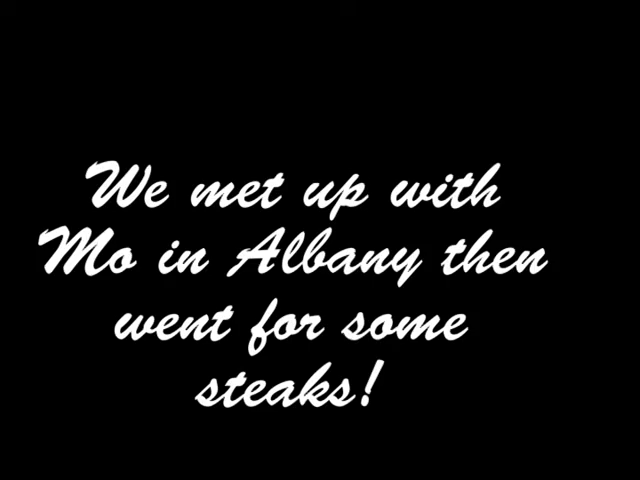 We met up with
Mo in Albany then
went for some
steaks!